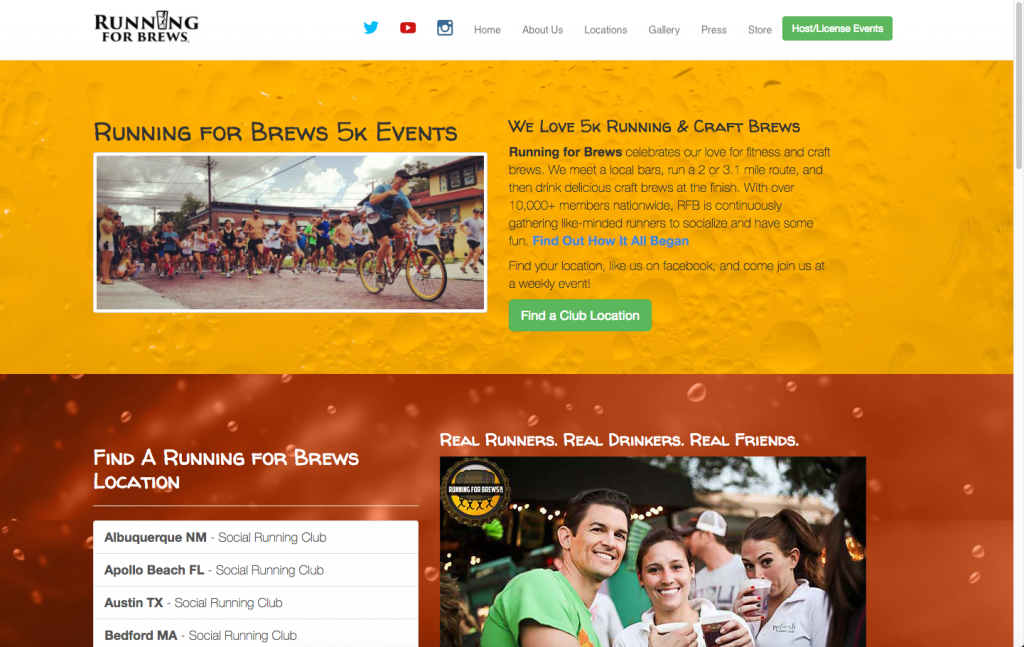 RUNNING
FOR BREWS
Home
About Us
Locations
Gallery
Press
Store
Host/License Events
Running for Brews 5k Events
We Love 5k Running & Craft Brews
Running for Brews celebrates our love for fitness and craft
brews. We meet a local bars, run a 2 or 3.1 mile route, and
then drink delicious craft brews at the finish. With over
10,000+ members nationwide, RFB is continuously
gathering like-minded runners to socialize and have some
fun. Find Out How It All Began
Find your location, like us on facebook, and come join us at
a weekly event!
Find a Club Location
Find A Running for Brews
Location
Albuquerque NM - Social Running Club
Apollo Beach FL - Social Running Club
Austin TX - Social Running Club
Bedford MA - Social Running Club
Real Runners. Real Drinkers. Real Friends.
RUNNING FOR BREWS
refresh